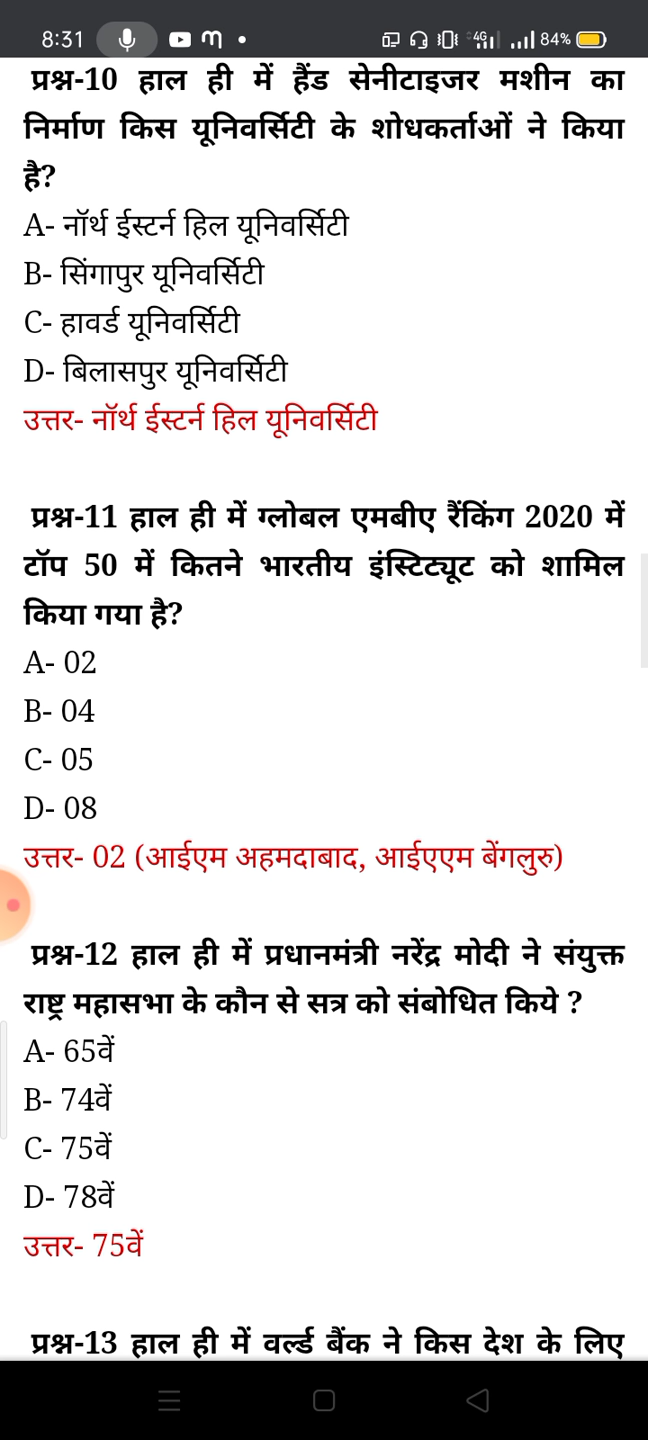 8:31
4G
84%
प्रश्न-10 हाल ही में हैंड सेनीटाइजर मशीन का
निर्माण किस यूनिवर्सिटी के शोधकर्ताओं ने किया
है?
A- नॉर्थ ईस्टर्न हिल यूनिवर्सिटी
B- सिंगापुर यूनिवर्सिटी
C- हावर्ड यूनिवर्सिटी
D- बिलासपुर यूनिवर्सिटी
उत्तर- नॉर्थ ईस्टर्न हिल यूनिवर्सिटी
प्रश्न-11 हाल ही में ग्लोबल एमबीए रैंकिंग 2020 में
टॉप 50 में कितने भारतीय इंस्टिट्यूट को शामिल
किया गया है?
A- 02
B- 04
C- 05
D- 08
उत्तर- 02 (आईएम अहमदाबाद, आईएएम बेंगलुरु)
प्रश्न-12 हाल ही में प्रधानमंत्री नरेंद्र मोदी ने संयुक्त
राष्ट्र महासभा के कौन से सत्र को संबोधित किये ?
A- 65वें
B- 74वें
C- 75वें
D- 78वें
उत्तर- 75वें
प्रश्न-13 हाल ही में वर्ल्ड बैंक ने किस देश के लिए